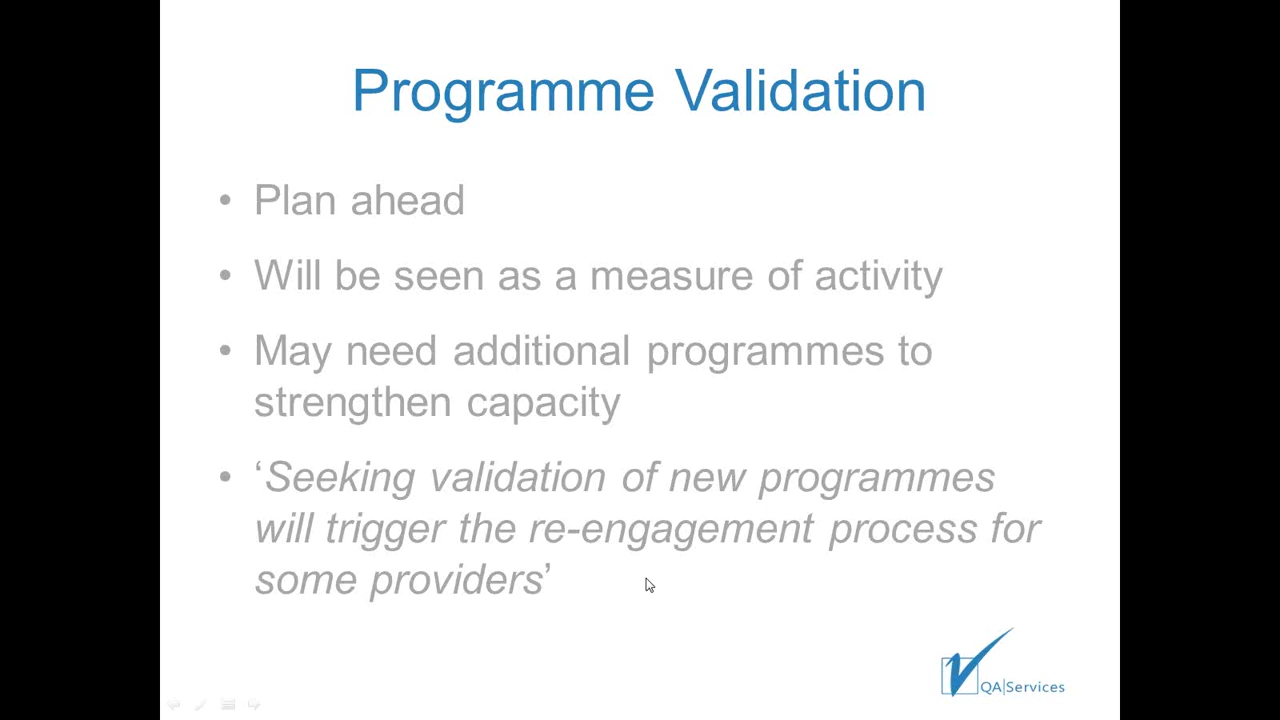 Programme Validation
• Plan ahead
• Will be seen as a measure of activity
• May need additional programmes to
strengthen capacity
• ‘Seeking validation of new programmes
will trigger the re-engagement process for
some providers’
QA|Services